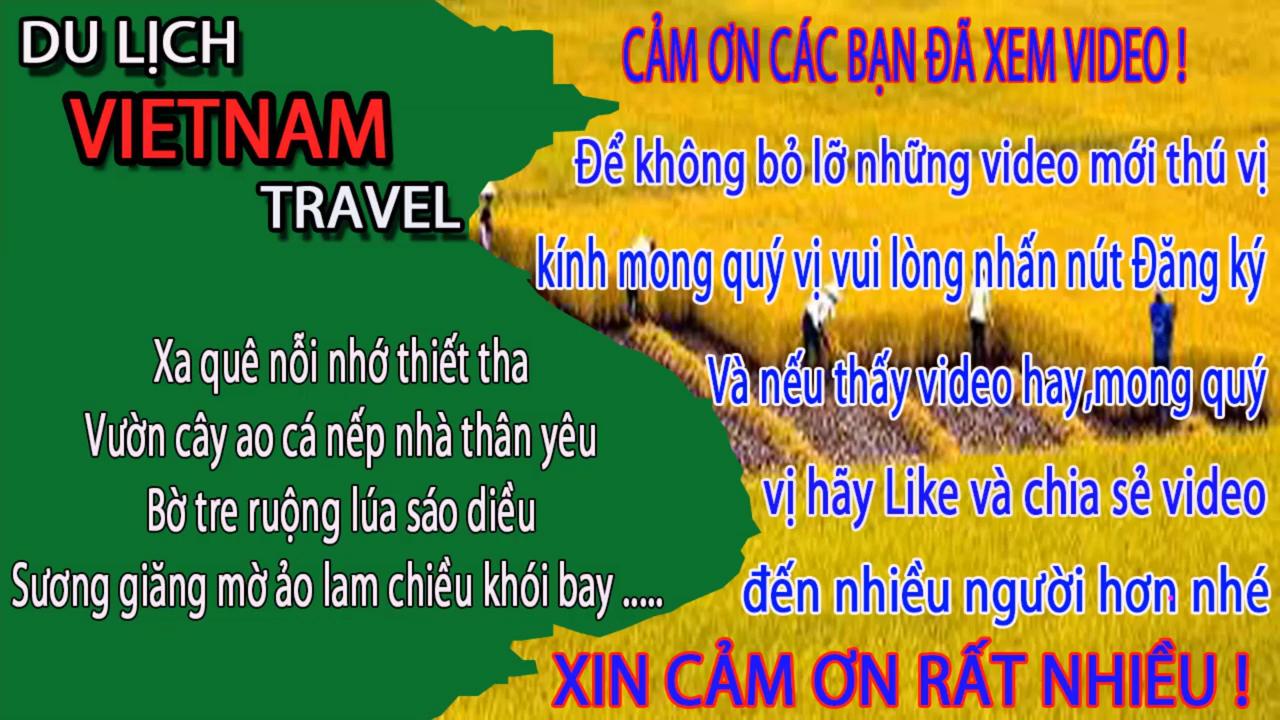 DU LỊCH
VIETNAM
TRAVEL
Xa quê nỗi nhớ thiết tha
Vườn cây ao cá nếp nhà thân yêu
Bờ tre ruộng lúa sáo diều
Sương giăng mờ ảo lam chiều khói bay .....
CẢM ƠN CÁC BẠN ĐÃ XEM VIDEO !
Để không bỏ lỡ những video mới thú vị
kính mong quý vị vui lòng nhấn nút Đăng ký
Và nếu thấy video hay,mong quý
vị hãy Like và chia sẻ video
đến nhiều người hơn nhé
XIN CẢM ƠN RẤT NHIỀU !